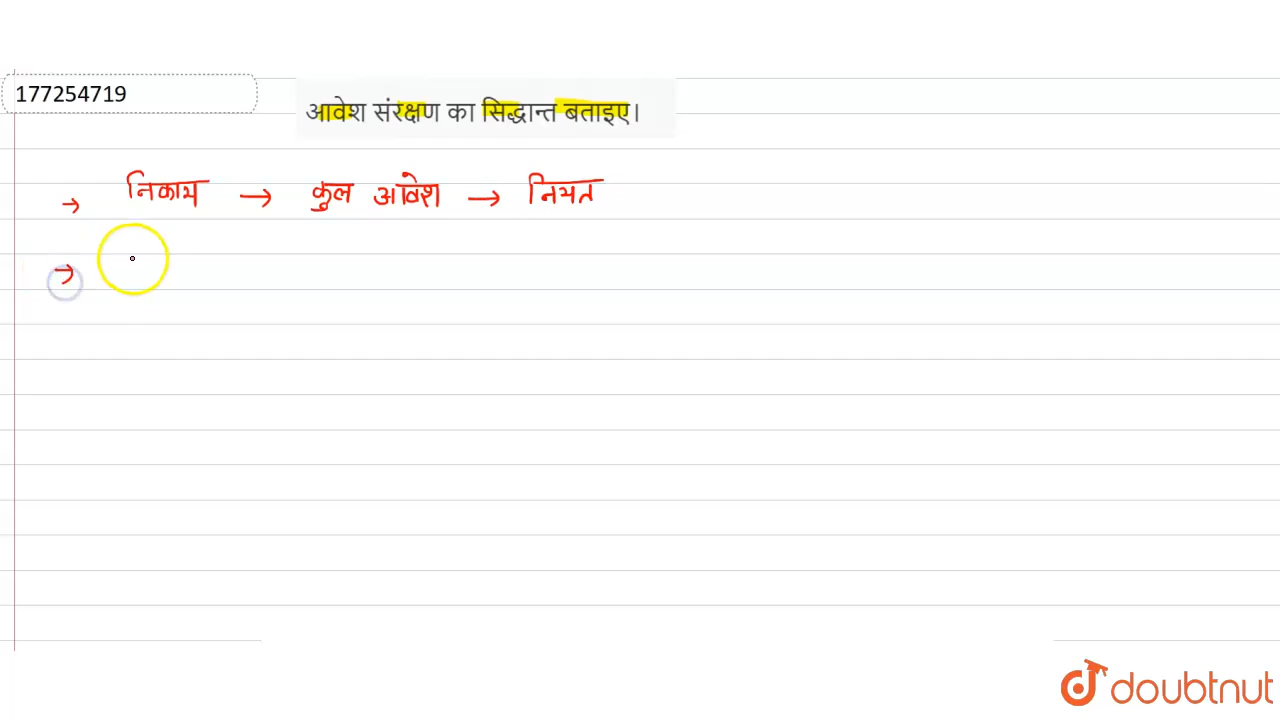 177254719
आवेश संरक्षण का सिद्धान्त बताइए।
→ निकाय → कुल आवेश → नियत
→
doubtnut